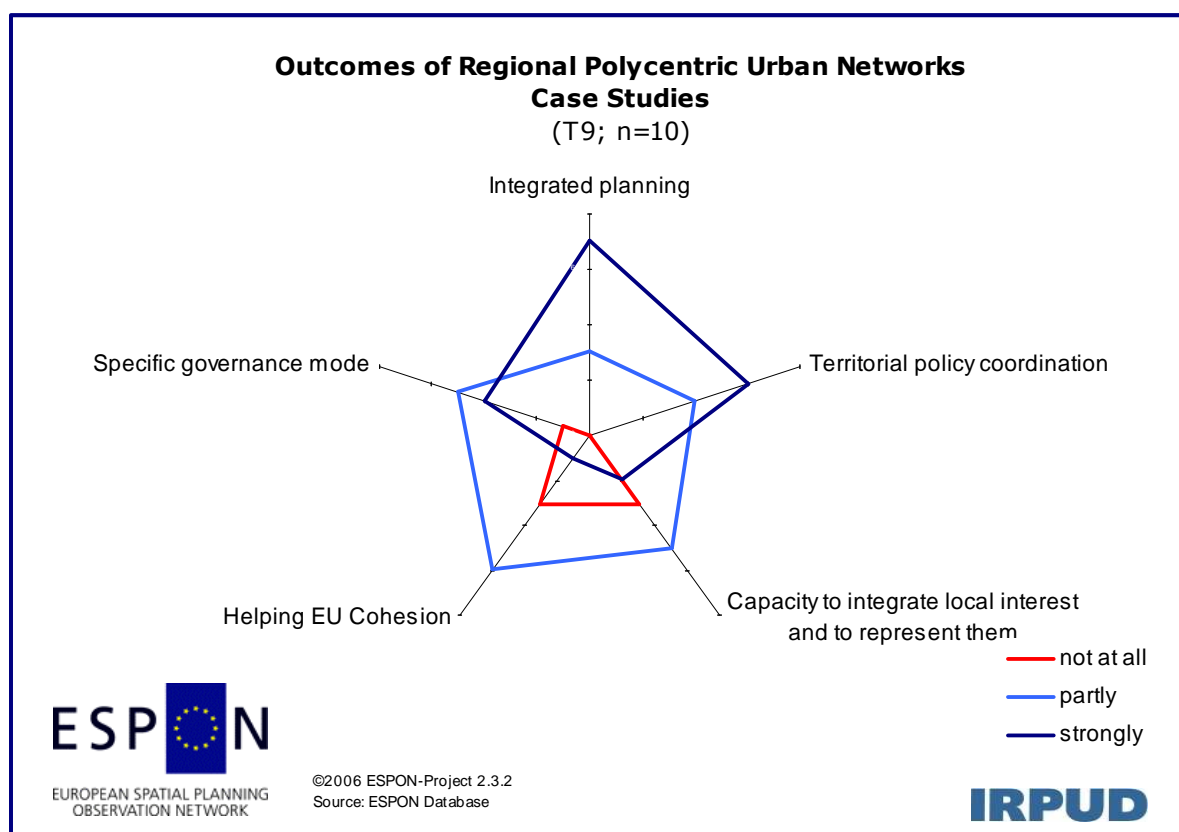 Outcomes of Regional Polycentric Urban Networks
Case Studies
(T9; n=10)
Integrated planning
Specific governance mode
Territorial policy coordination
Helping EU Cohesion
Capacity to integrate local interest
and to represent them
not at all
partly
strongly
ESPON
EUROPEAN SPATIAL PLANNING
OBSERVATION NETWORK
©2006 ESPON-Project 2.3.2
Source: ESPON Database
IRPUD